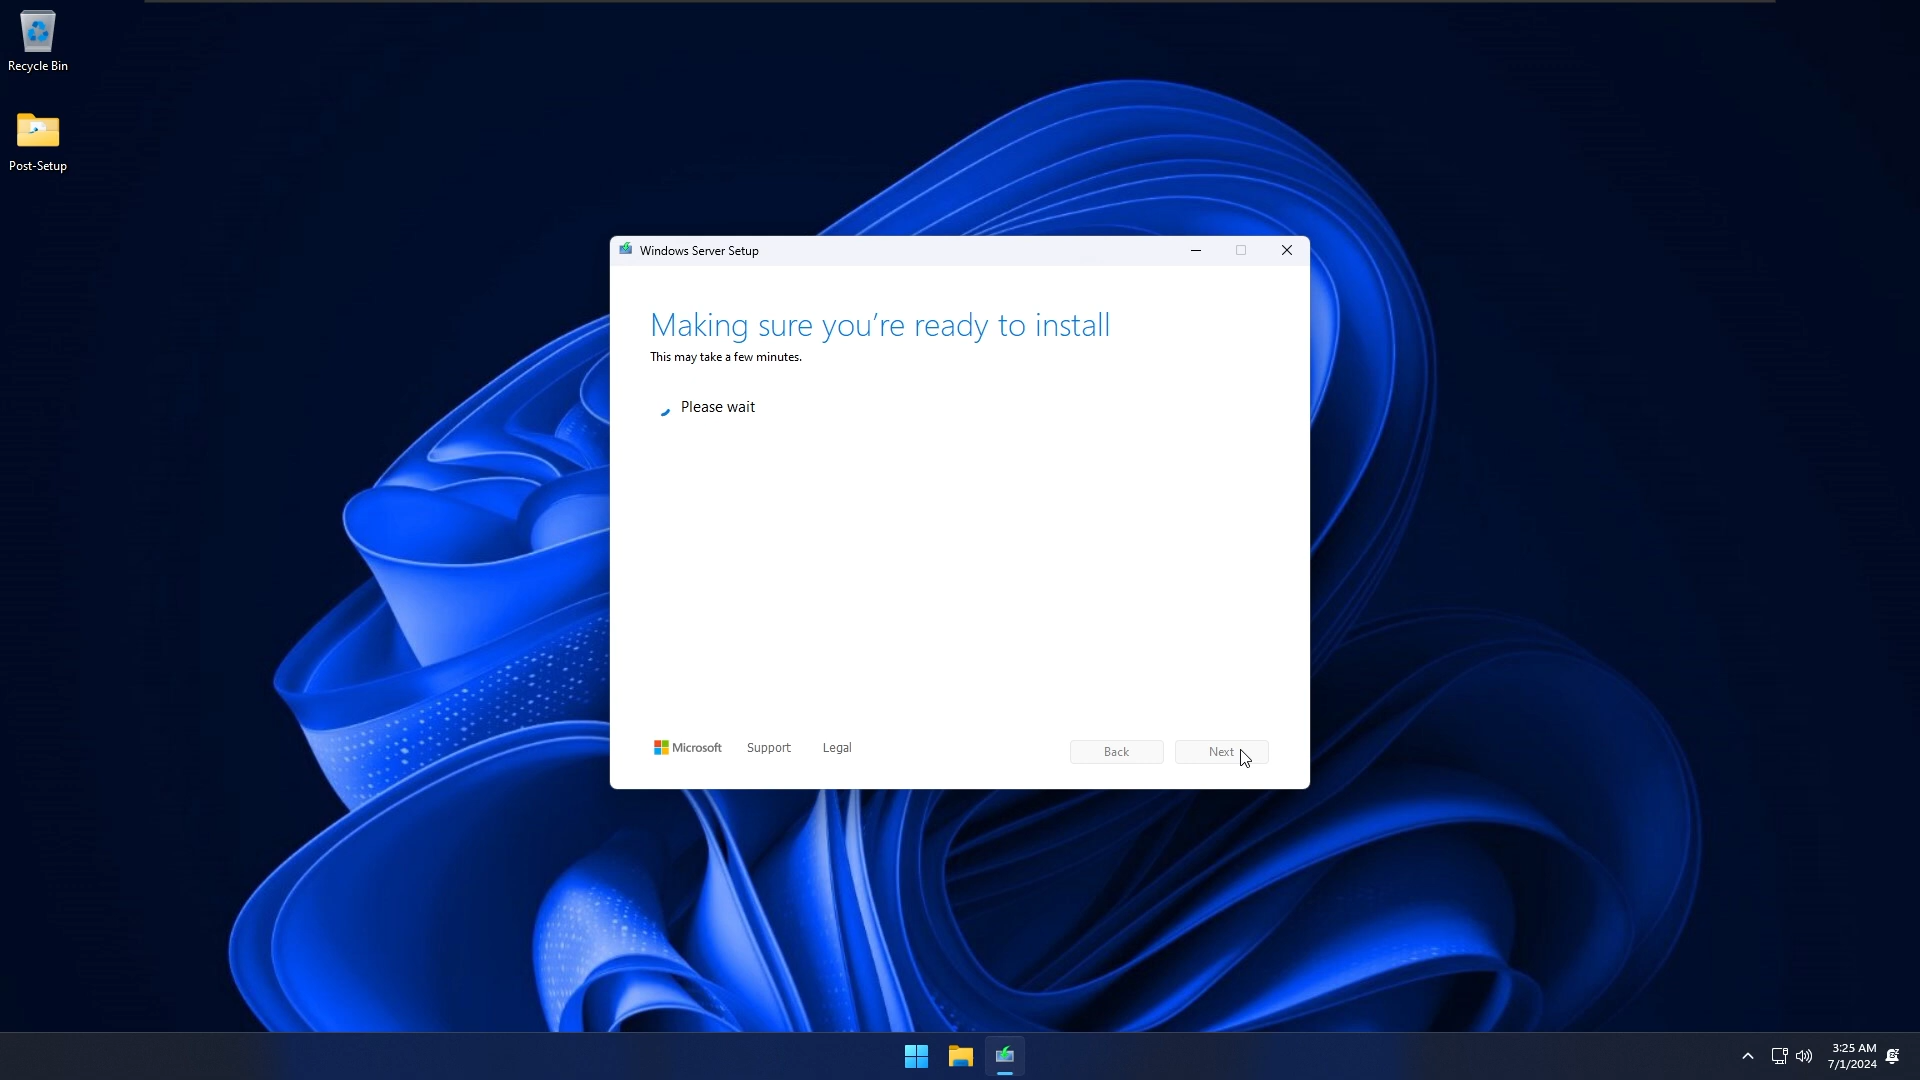 Recycle Bin
Post-Setup
Windows Server Setup
Making sure you’re ready to install
This may take a few minutes.
Please wait
Microsoft
Support
Legal
Back
Next
3:25 AM
7/1/2024